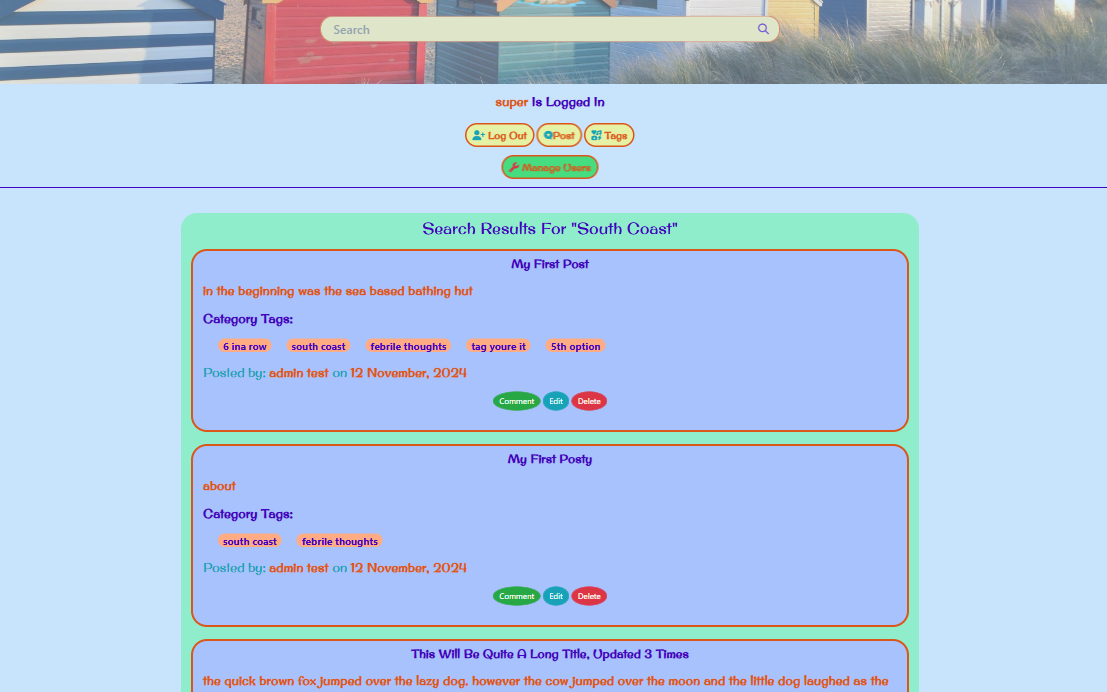 Search
super Is Logged In
Log Out Post Tags
Manage Users
Search Results For "South Coast"
My First Post
in the beginning was the sea based bathing hut
Category Tags:
6 ina row south coast febrile thoughts tag youre it 5th option
Posted by: admin test on 12 November, 2024
Comment Edit Delete
My First Posty
about
Category Tags:
south coast febrile thoughts
Posted by: admin test on 12 November, 2024
Comment Edit Delete
This Will Be Quite A Long Title, Updated 3 Times
the quick brown fox jumped over the lazy dog. however the cow jumped over the moon and the little dog laughed as the